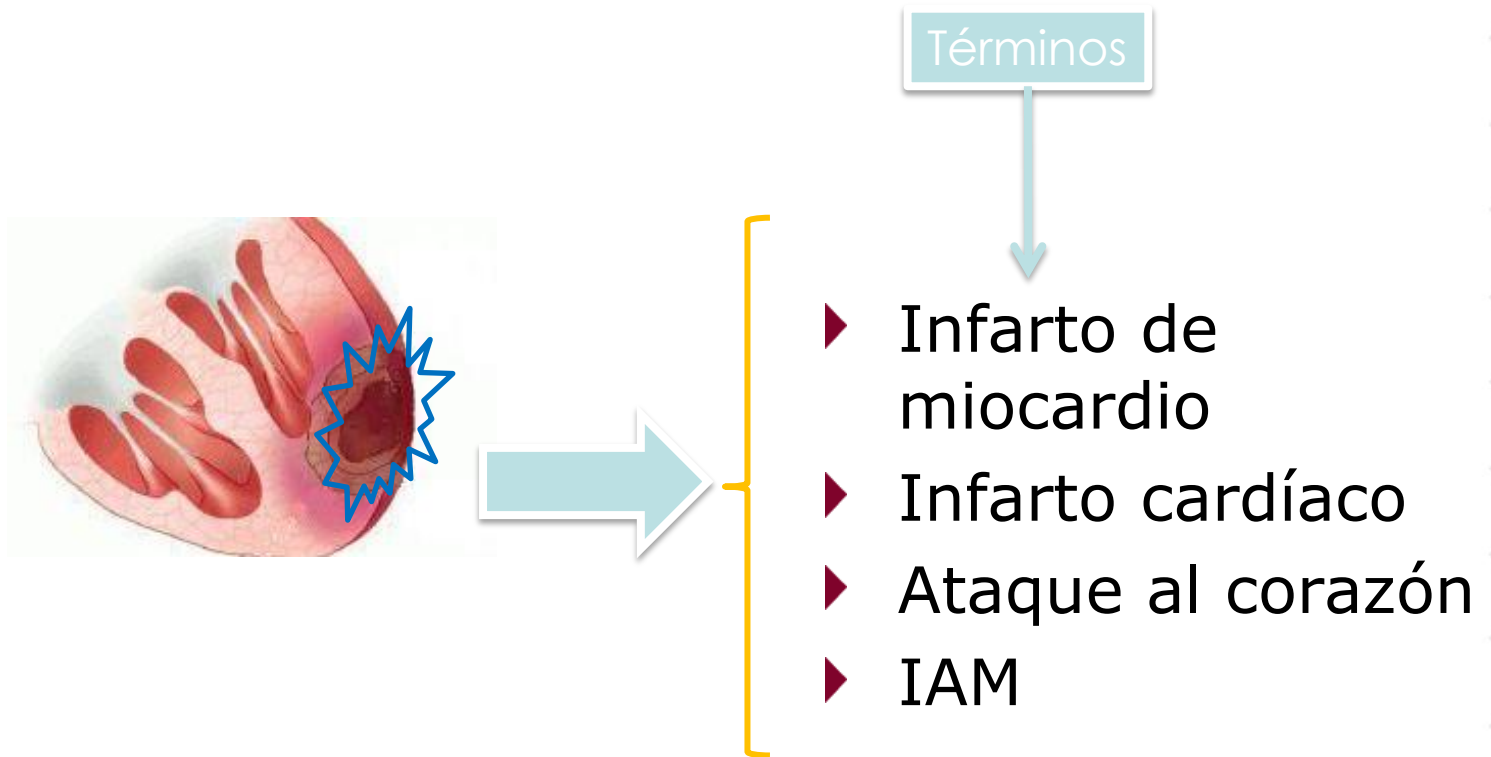 Términos
Infarto de
miocardio
Infarto cardíaco
Ataque al corazón
IAM